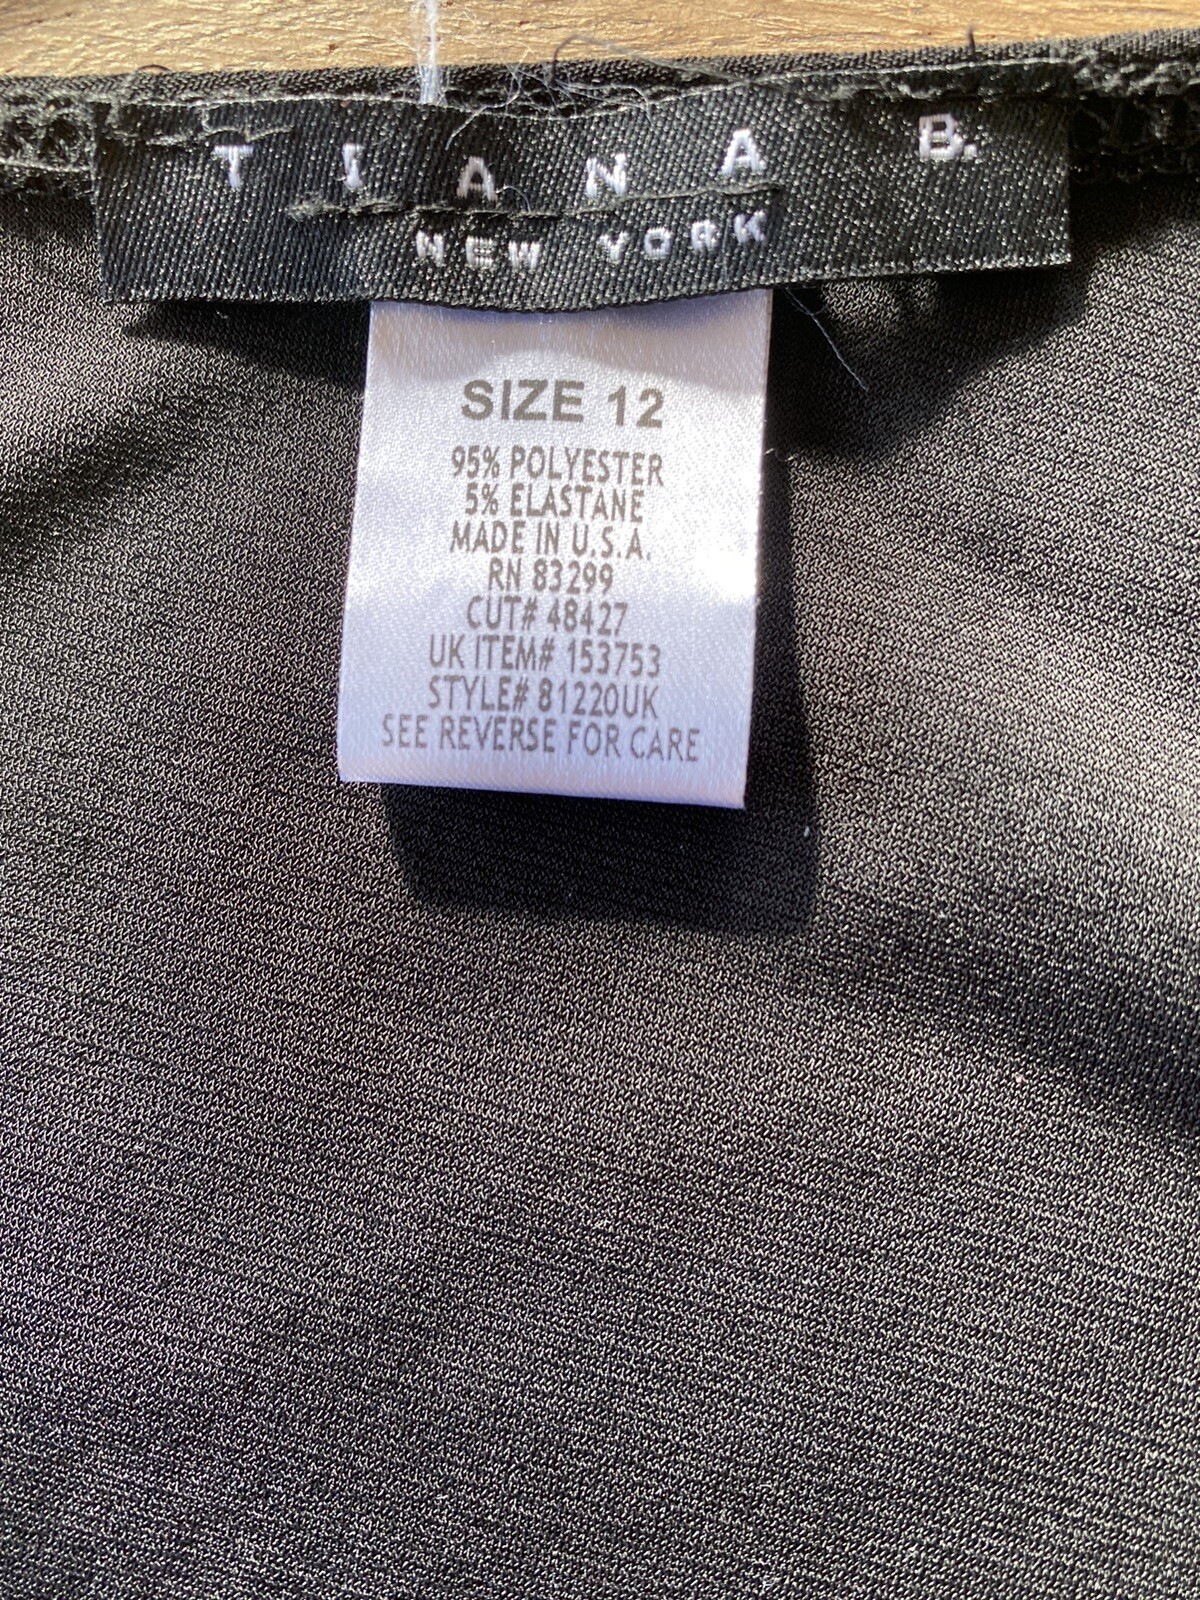 TIANA B.
NEW YORK
SIZE 12
95% POLYESTER
5% ELASTANE
MADE IN U.S.A.
RN 83299
CUT# 48427
UK ITEM# 153753
STYLE# 81220UK
SEE REVERSE FOR CARE